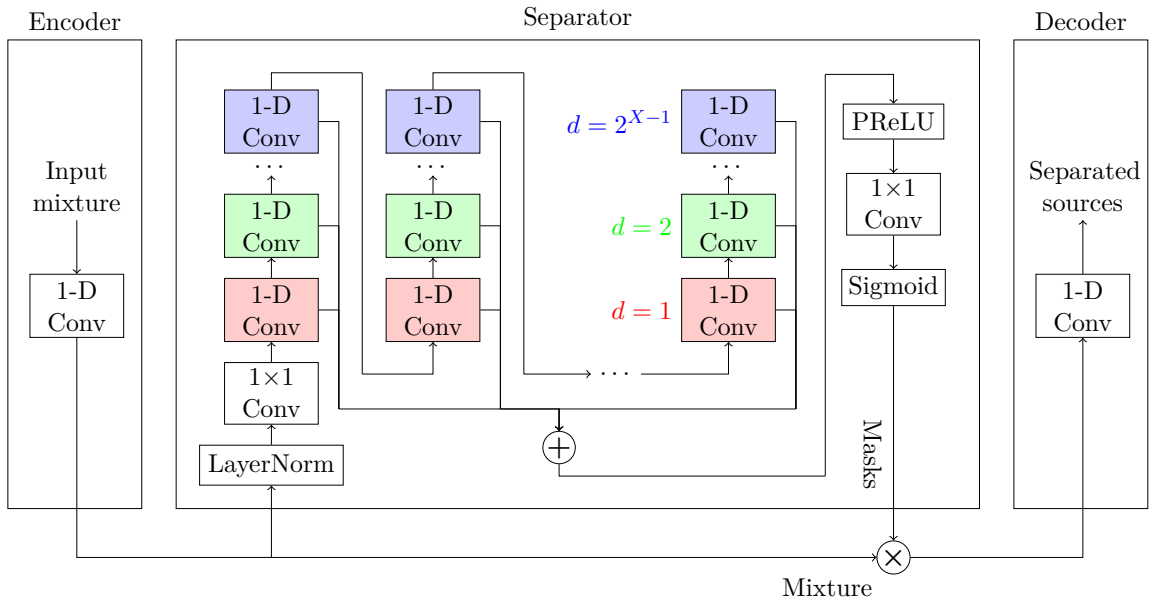 Encoder
Separator
Decoder
Input
mixture
1-D
Conv
1-D
Conv
⋯
1-D
Conv
1-D
Conv
1×1
Conv
LayerNorm
1-D
Conv
⋯
1-D
Conv
1-D
Conv
⋯
+
d = 2^{X−1}
d = 2
d = 1
1-D
Conv
⋯
1-D
Conv
1-D
Conv
PReLU
1×1
Conv
Sigmoid
Masks
×
Mixture
Separated
sources
1-D
Conv